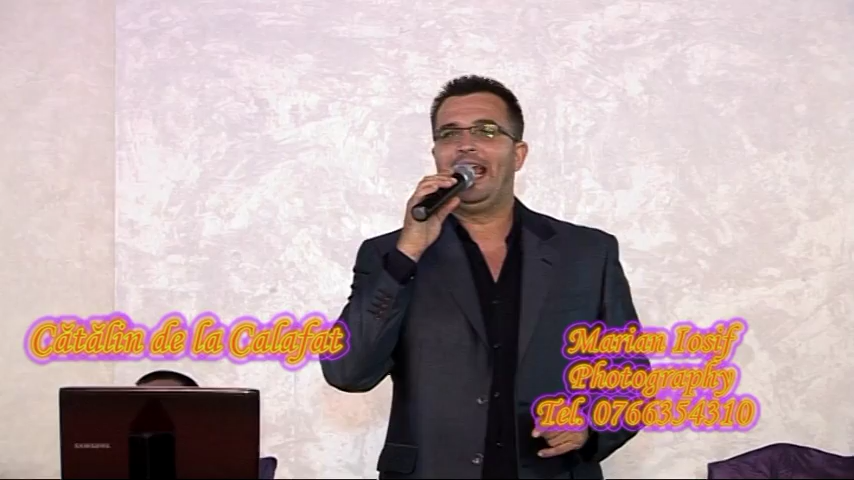 Cătălin de la Calafat
Marian Iosif
Photography
Tel. 0766354310
SAMSUNG